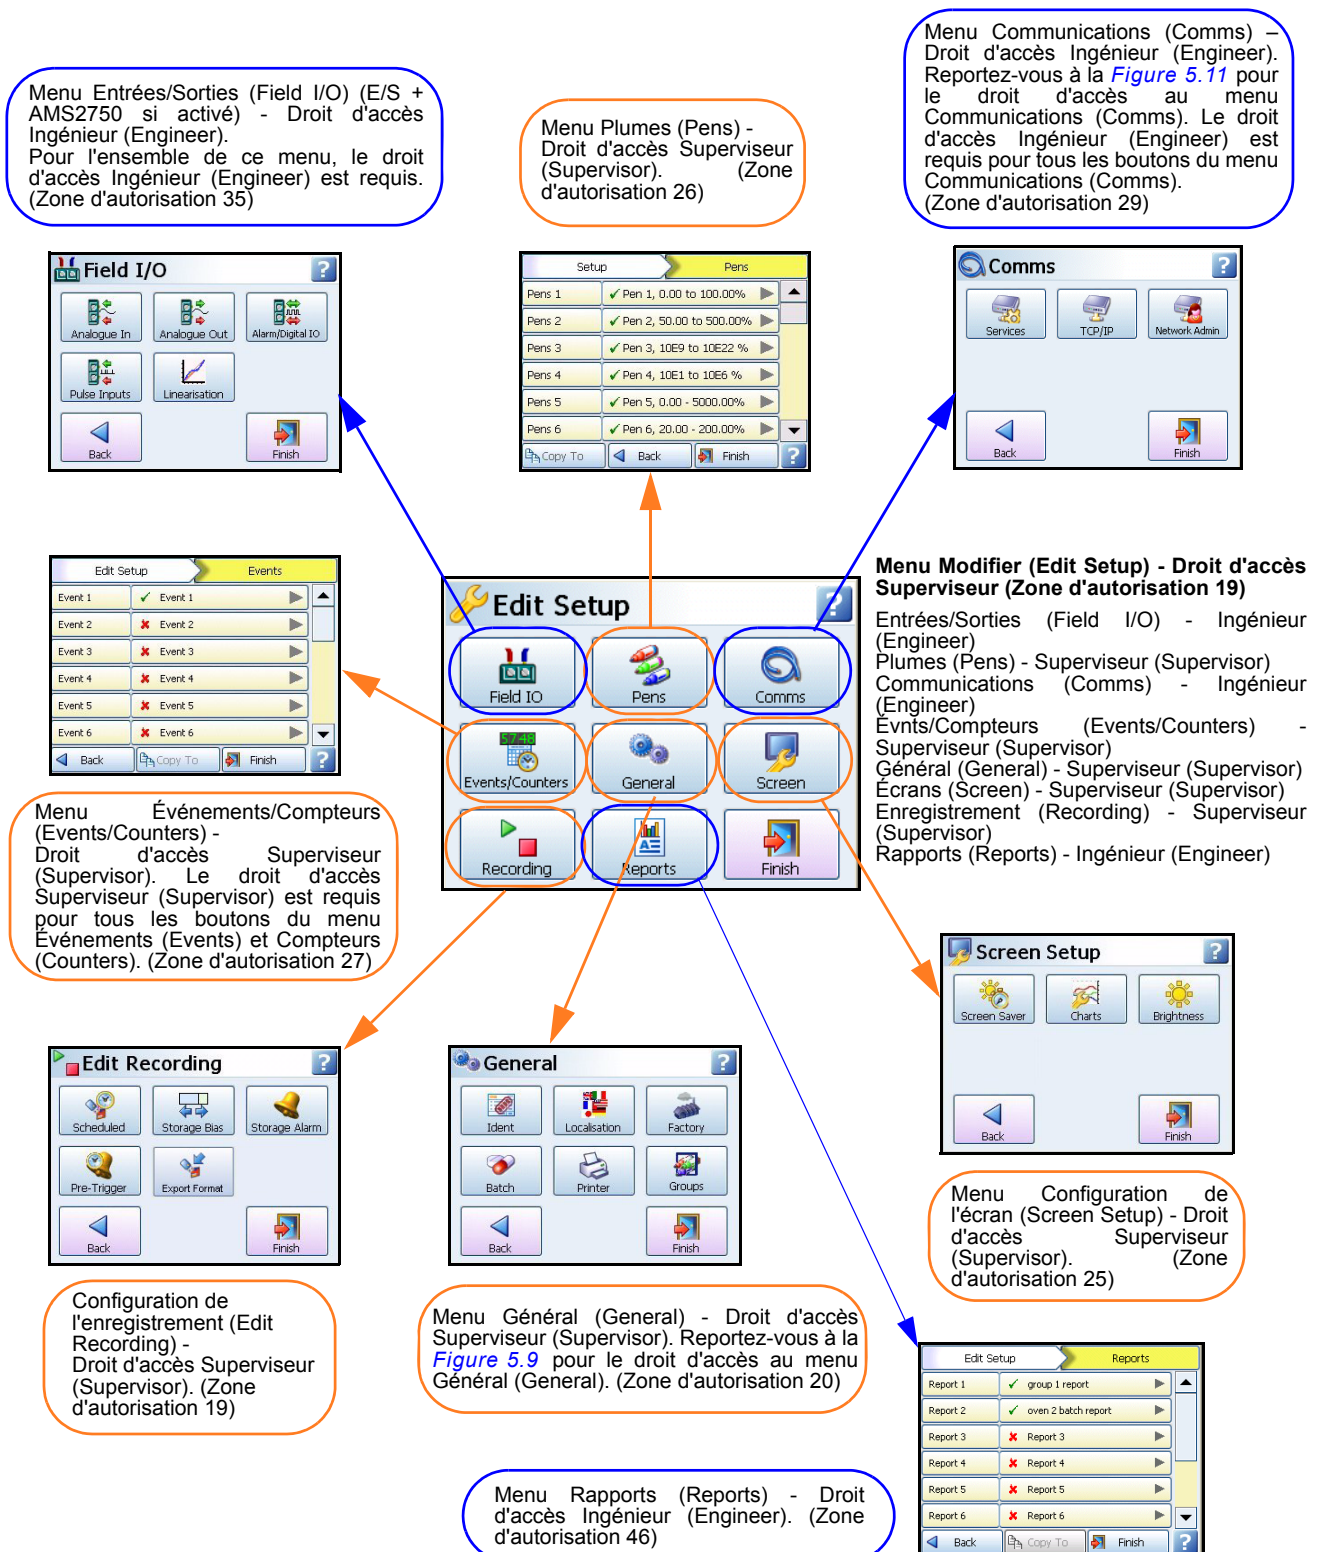 Menu Entrées/Sorties (Field I/O) (E/S +
AMS2750 si activé) - Droit d'accès
Ingénieur (Engineer).
Pour l'ensemble de ce menu, le droit
d'accès Ingénieur (Engineer) est requis.
(Zone d'autorisation 35)
Menu Plumes (Pens) -
Droit d'accès Superviseur
(Supervisor). (Zone
d'autorisation 26)
Menu Communications (Comms) –
Droit d'accès Ingénieur (Engineer).
Reportez-vous à la Figure 5.11 pour
le droit d'accès au menu
Communications (Comms). Le droit
d'accès Ingénieur (Engineer) est
requis pour tous les boutons du menu
Communications (Comms).
(Zone d'autorisation 29)
Field I/O ?
Analogue In Analogue Out Alarm/Digital IO
Pulse Inputs Linearisation
Back Finish
Setup Pens
Pens 1 Pen 1, 0.00 to 100.00%
Pens 2 Pen 2, 50.00 to 500.00%
Pens 3 Pen 3, 10E9 to 10E22 %
Pens 4 Pen 4, 10E1 to 10E6 %
Pens 5 Pen 5, 0.00 - 5000.00%
Pens 6 Pen 6, 20.00 - 200.00%
Copy To Back Finish ?
Comms ?
Services TCP/IP Network Admin
Back Finish
Edit Setup Events
Event 1 Event 1
Event 2 Event 2
Event 3 Event 3
Event 4 Event 4
Event 5 Event 5
Event 6 Event 6
Back Copy To Finish ?
Edit Setup ?
Field IO Pens Comms
57:48
Events/Counters General Screen
Recording Reports Finish
Menu Modifier (Edit Setup) - Droit d'accès
Superviseur (Zone d'autorisation 19)
Entrées/Sorties (Field I/O) - Ingénieur
(Engineer)
Plumes (Pens) - Superviseur (Supervisor)
Communications (Comms) - Ingénieur
(Engineer)
Évnts/Compteurs (Events/Counters) -
Superviseur (Supervisor)
Général (General) - Superviseur (Supervisor)
Écrans (Screen) - Superviseur (Supervisor)
Enregistrement (Recording) - Superviseur
(Supervisor)
Rapports (Reports) - Ingénieur (Engineer)
Menu Événements/Compteurs
(Events/Counters) -
Droit d'accès Superviseur
(Supervisor). Le droit d'accès
Superviseur (Supervisor) est requis
pour tous les boutons du menu
Événements (Events) et Compteurs
(Counters). (Zone d'autorisation 27)
Screen Setup ?
Screen Saver Charts Brightness
Back Finish
Edit Recording ?
Scheduled Storage Bias Storage Alarm
Pre-Trigger Export Format
Back Finish
General ?
Ident Localisation Factory
Batch Printer Groups
Back Finish
Menu Configuration de
l'écran (Screen Setup) - Droit
d'accès Superviseur
(Supervisor). (Zone
d'autorisation 25)
Configuration de
l'enregistrement (Edit
Recording) -
Droit d'accès Superviseur
(Supervisor). (Zone
d'autorisation 19)
Menu Général (General) - Droit d'accès
Superviseur (Supervisor). Reportez-vous à la
Figure 5.9 pour le droit d'accès au menu
Général (General). (Zone d'autorisation 20)
Edit Setup Reports
Report 1 group 1 report
Report 2 oven 2 batch report
Report 3 Report 3
Report 4 Report 4
Report 5 Report 5
Report 6 Report 6
Back Copy To Finish ?
Menu Rapports (Reports) - Droit
d'accès Ingénieur (Engineer). (Zone
d'autorisation 46)